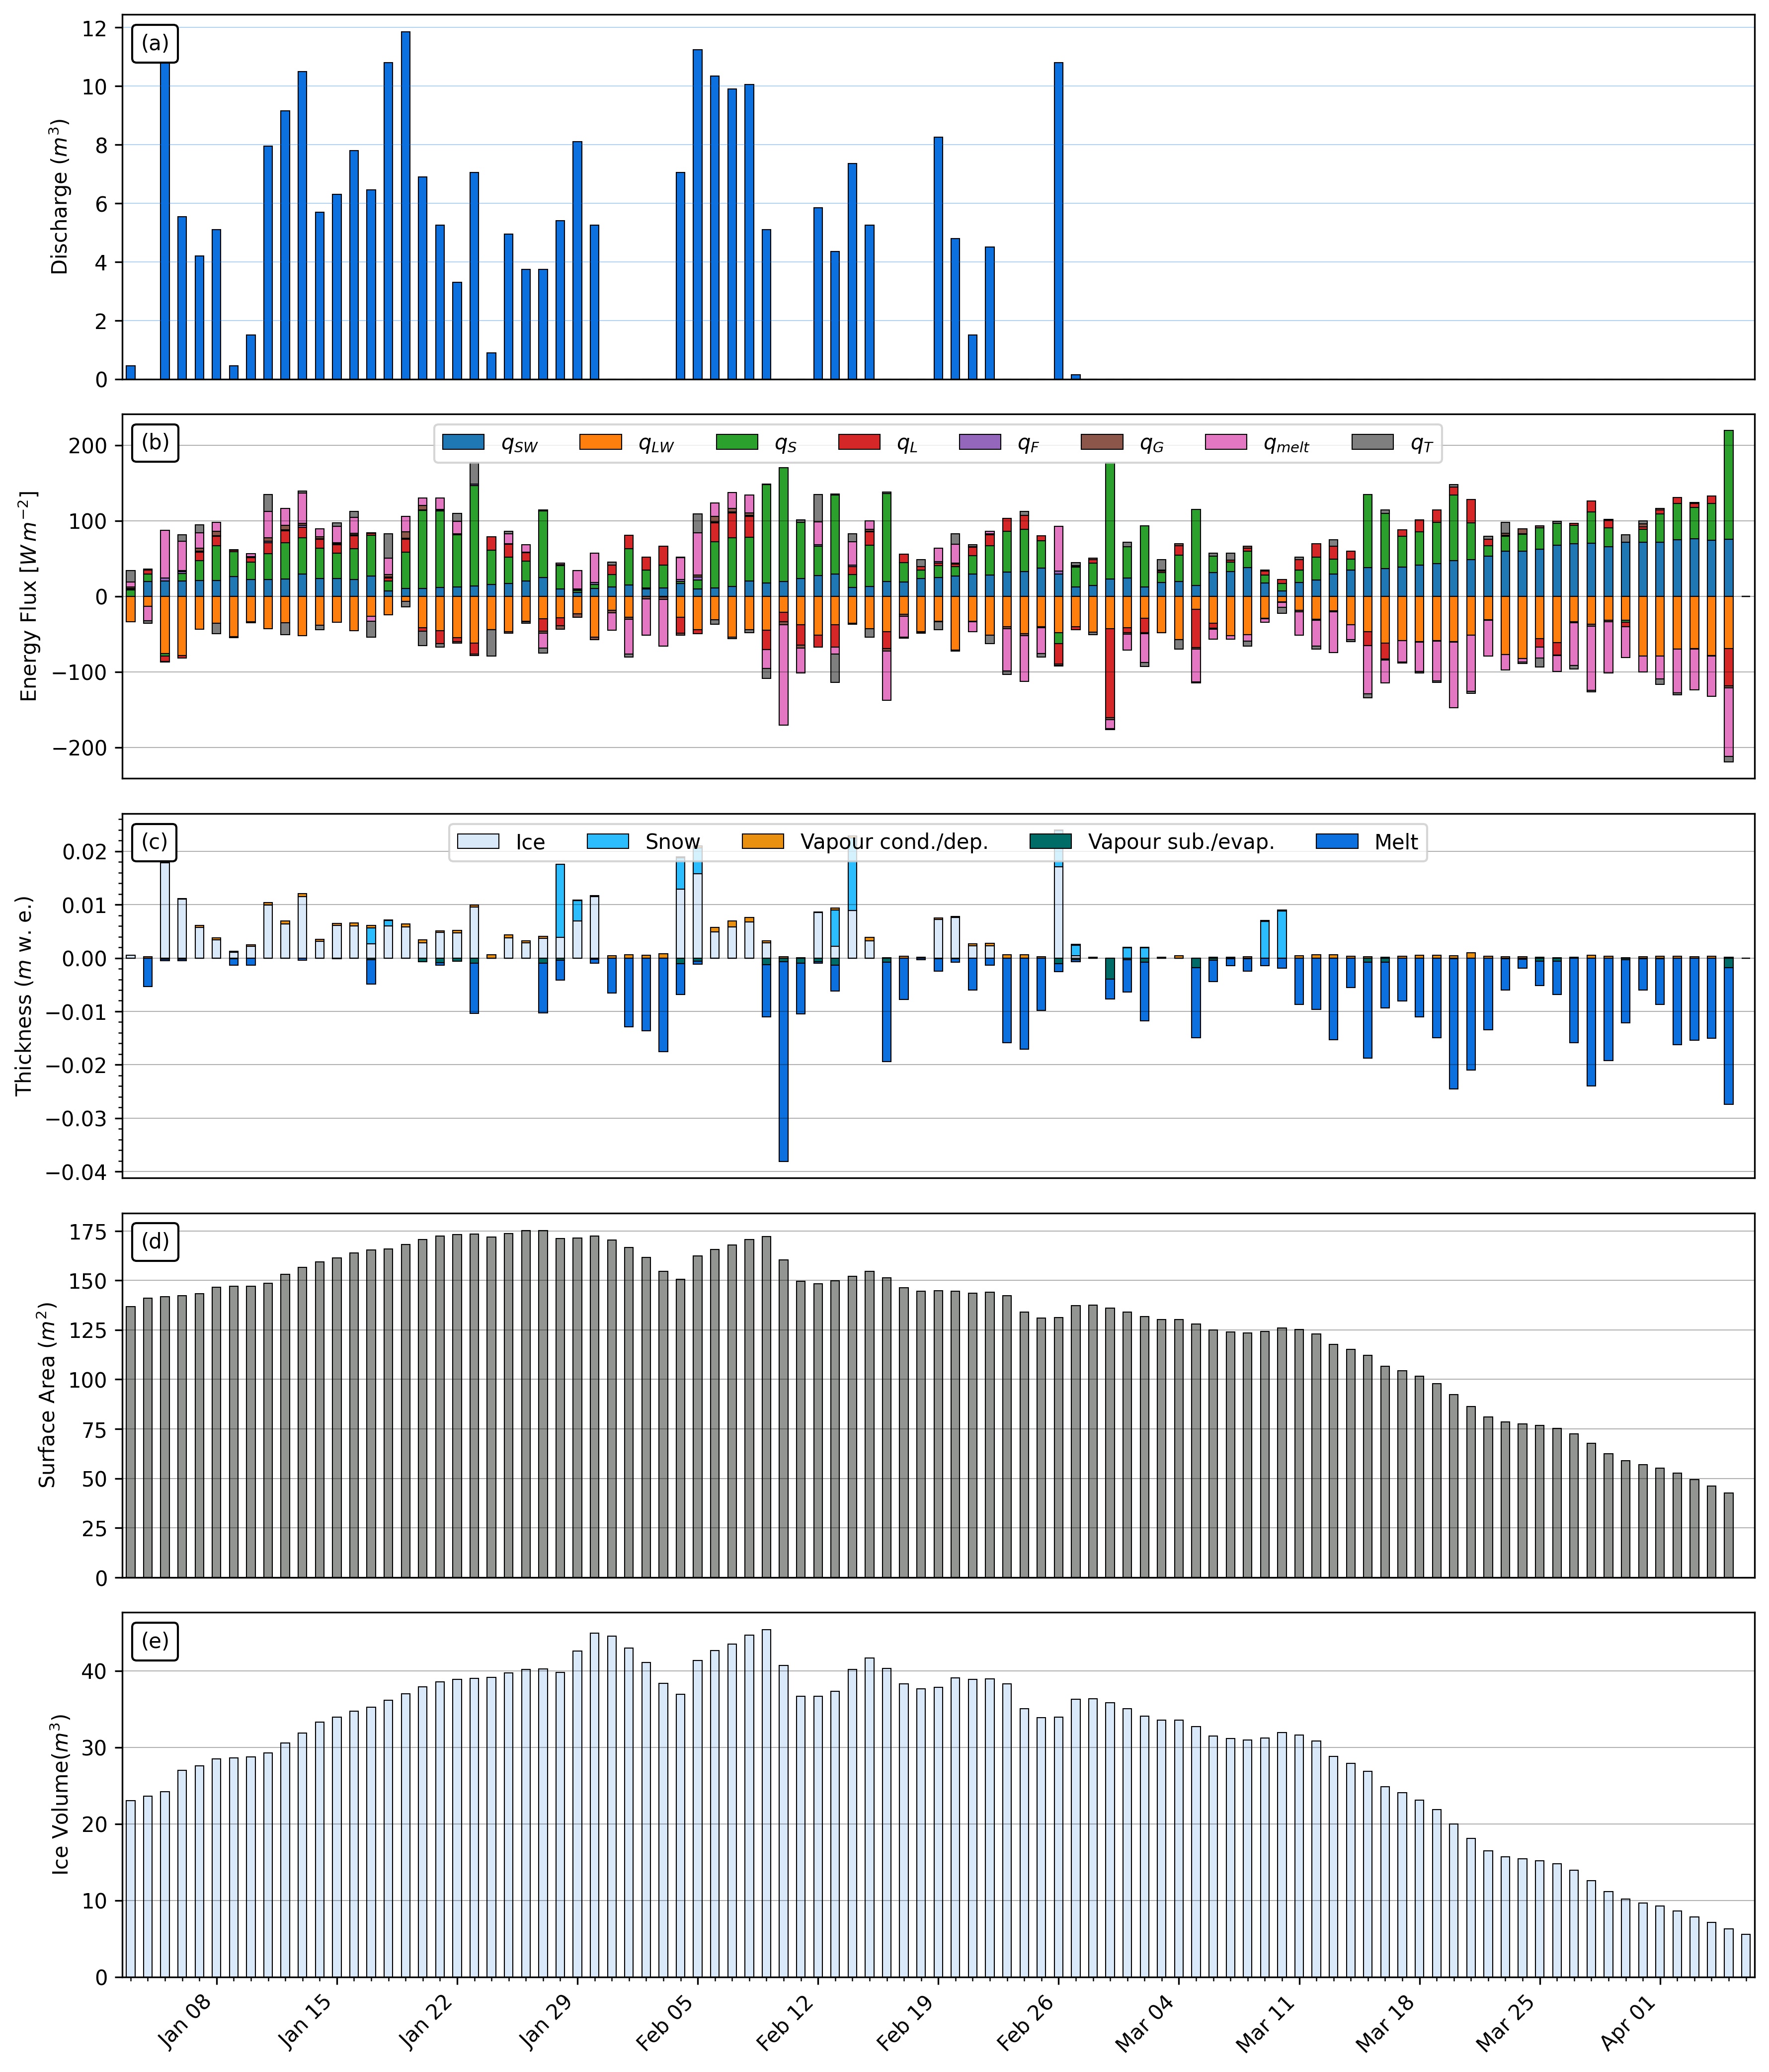 (a)
Discharge (m³)
12
10
8
6
4
2
0
(b)
q_SW q_LW q_S q_L q_F q_G q_melt q_T
Energy Flux [W m⁻²]
200
100
0
−100
−200
(c)
Ice Snow Vapour cond./dep. Vapour sub./evap. Melt
Thickness (m w. e.)
0.02
0.01
0.00
−0.01
−0.02
−0.03
−0.04
(d)
Surface Area (m²)
175
150
125
100
75
50
25
0
(e)
Ice Volume(m³)
40
30
20
10
0
Jan 08 Jan 15 Jan 22 Jan 29 Feb 05 Feb 12 Feb 19 Feb 26 Mar 04 Mar 11 Mar 18 Mar 25 Apr 01